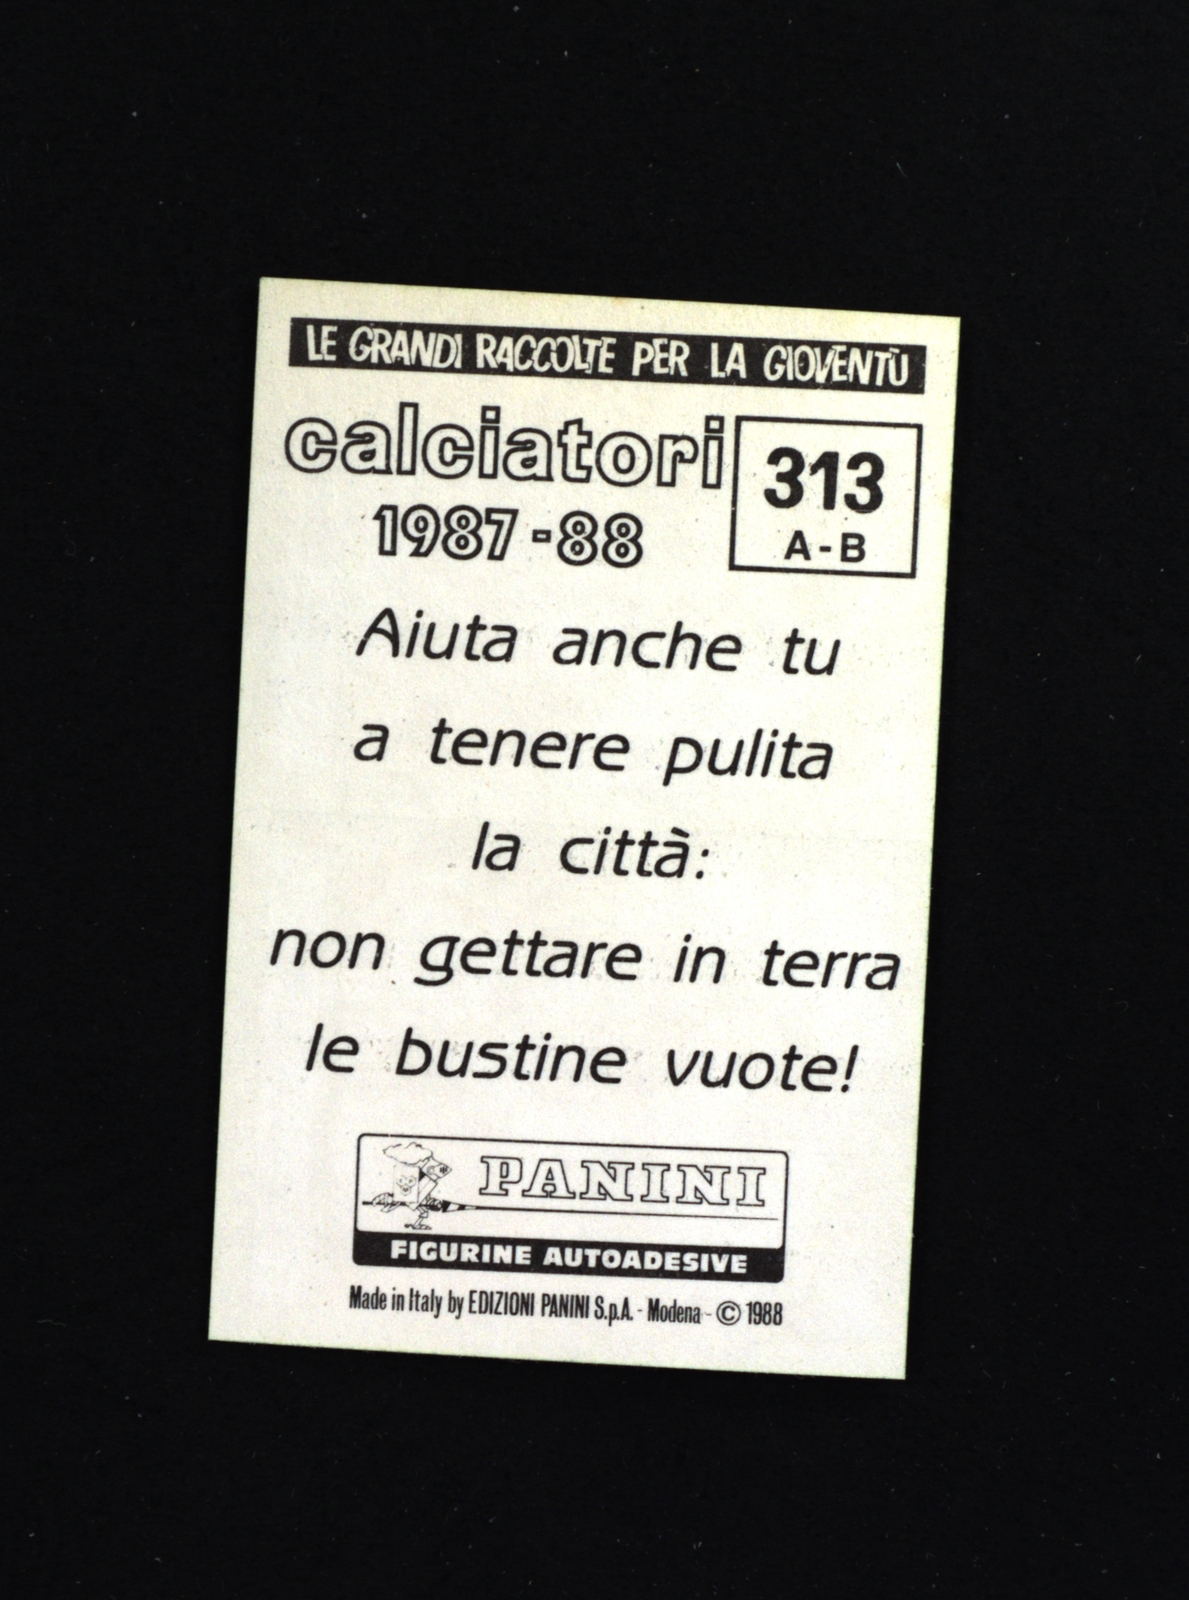 LE GRANDI RACCOLTE PER LA GIOVENTÙ
calciatori
1987-88
313
A-B
Aiuta anche tu
a tenere pulita
la città:
non gettare in terra
le bustine vuote!
PANINI
FIGURINE AUTOADESIVE
Made in Italy by EDIZIONI PANINI S.p.A. - Modena - © 1988